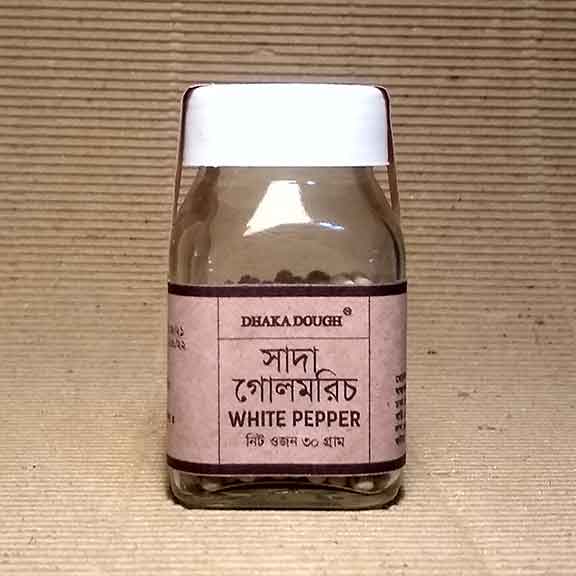 DHAKA DOUGH®
সাদা
গোলমরিচ
WHITE PEPPER
নিট ওজন ৩০ গ্রাম